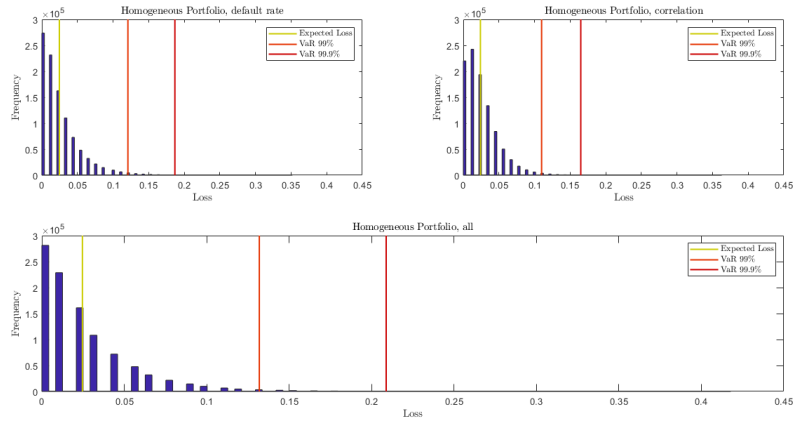 Homogeneous Portfolio, default rate
×10^5
3
2.5
2
1.5
1
0.5
0
Frequency
0 0.05 0.1 0.15 0.2 0.25 0.3 0.35 0.4 0.45
Loss
Expected Loss
VaR 99%
VaR 99.9%
Homogeneous Portfolio, correlation
×10^5
3
2.5
2
1.5
1
0.5
0
Frequency
0 0.05 0.1 0.15 0.2 0.25 0.3 0.35 0.4 0.45
Loss
Expected Loss
VaR 99%
VaR 99.9%
Homogeneous Portfolio, all
×10^5
3
2.5
2
1.5
1
0.5
0
Frequency
0 0.05 0.1 0.15 0.2 0.25 0.3 0.35 0.4 0.45
Loss
Expected Loss
VaR 99%
VaR 99.9%